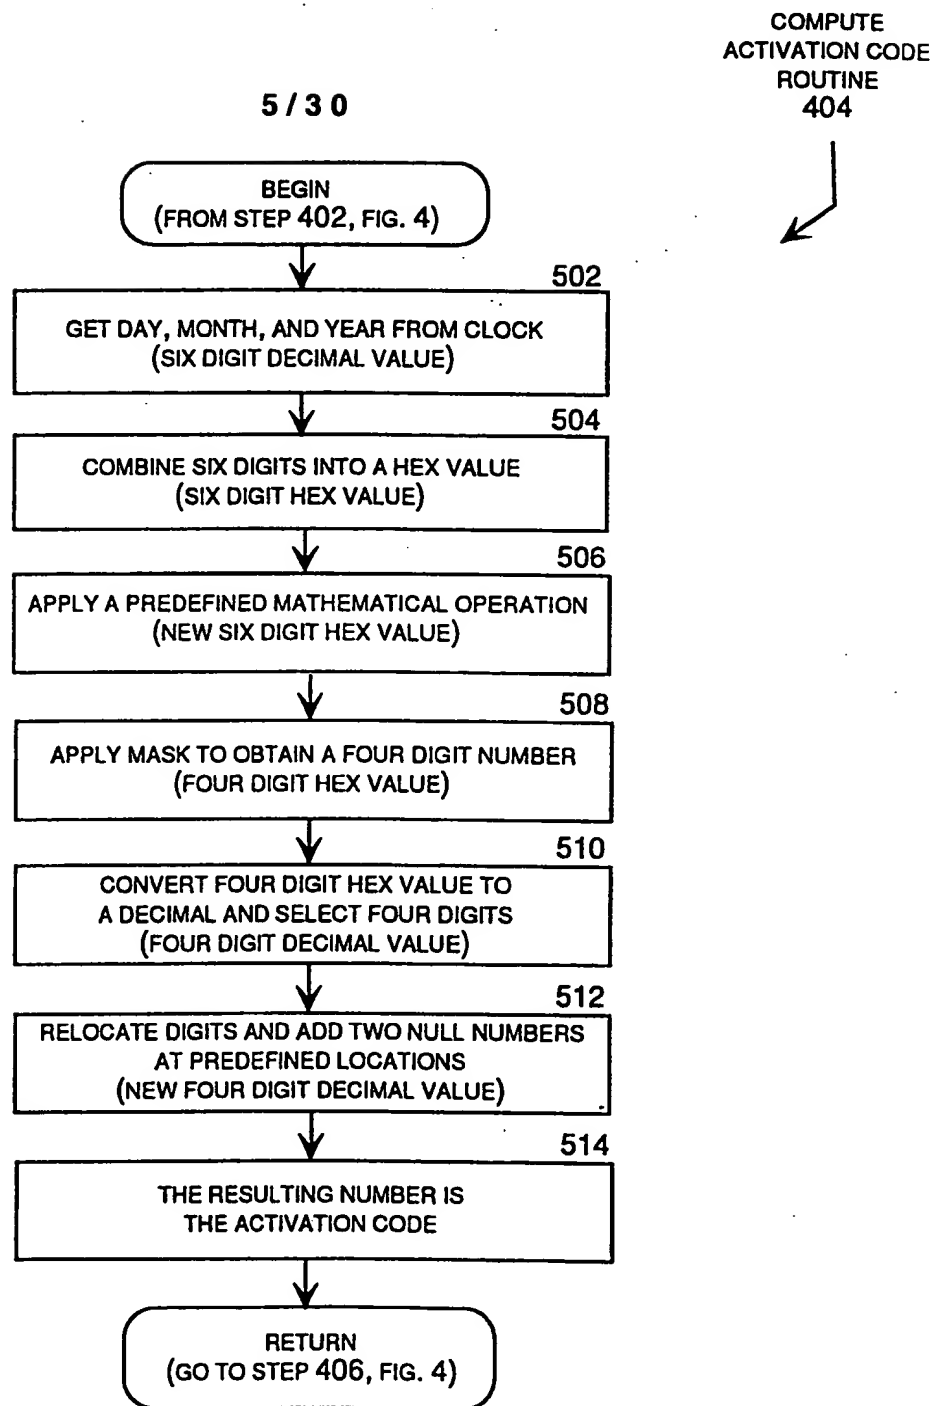 COMPUTE
ACTIVATION CODE
ROUTINE
404
5/30
BEGIN
(FROM STEP 402, FIG. 4)
502
GET DAY, MONTH, AND YEAR FROM CLOCK
(SIX DIGIT DECIMAL VALUE)
504
COMBINE SIX DIGITS INTO A HEX VALUE
(SIX DIGIT HEX VALUE)
506
APPLY A PREDEFINED MATHEMATICAL OPERATION
(NEW SIX DIGIT HEX VALUE)
508
APPLY MASK TO OBTAIN A FOUR DIGIT NUMBER
(FOUR DIGIT HEX VALUE)
510
CONVERT FOUR DIGIT HEX VALUE TO
A DECIMAL AND SELECT FOUR DIGITS
(FOUR DIGIT DECIMAL VALUE)
512
RELOCATE DIGITS AND ADD TWO NULL NUMBERS
AT PREDEFINED LOCATIONS
(NEW FOUR DIGIT DECIMAL VALUE)
514
THE RESULTING NUMBER IS
THE ACTIVATION CODE
RETURN
(GO TO STEP 406, FIG. 4)